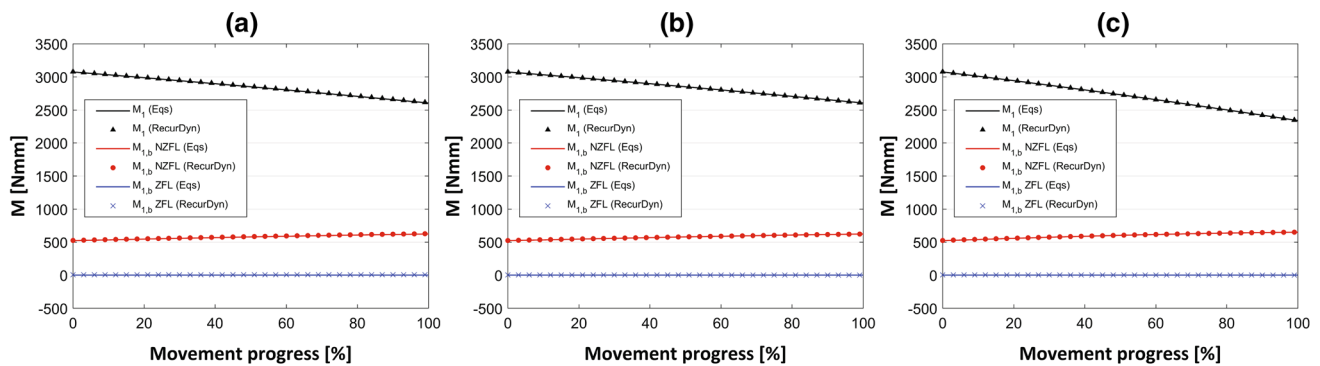 (a)
M [Nmm]
3500
3000
2500
2000
1500
1000
500
0
-500
M1 (Eqs)
M1 (RecurDyn)
M1,b NZFL (Eqs)
M1,b NZFL (RecurDyn)
M1,b ZFL (Eqs)
M1,b ZFL (RecurDyn)
0 20 40 60 80 100
Movement progress [%]
(b)
M [Nmm]
3500
3000
2500
2000
1500
1000
500
0
-500
M1 (Eqs)
M1 (RecurDyn)
M1,b NZFL (Eqs)
M1,b NZFL (RecurDyn)
M1,b ZFL (Eqs)
M1,b ZFL (RecurDyn)
0 20 40 60 80 100
Movement progress [%]
(c)
M [Nmm]
3500
3000
2500
2000
1500
1000
500
0
-500
M1 (Eqs)
M1 (RecurDyn)
M1,b NZFL (Eqs)
M1,b NZFL (RecurDyn)
M1,b ZFL (Eqs)
M1,b ZFL (RecurDyn)
0 20 40 60 80 100
Movement progress [%]